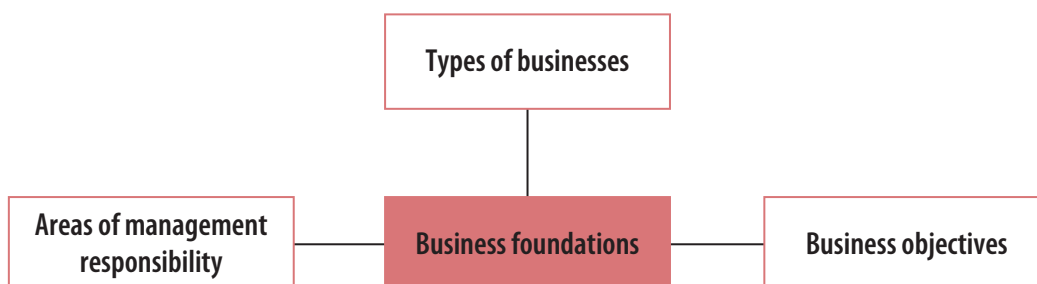 Types of businesses
Areas of management
responsibility
Business foundations
Business objectives